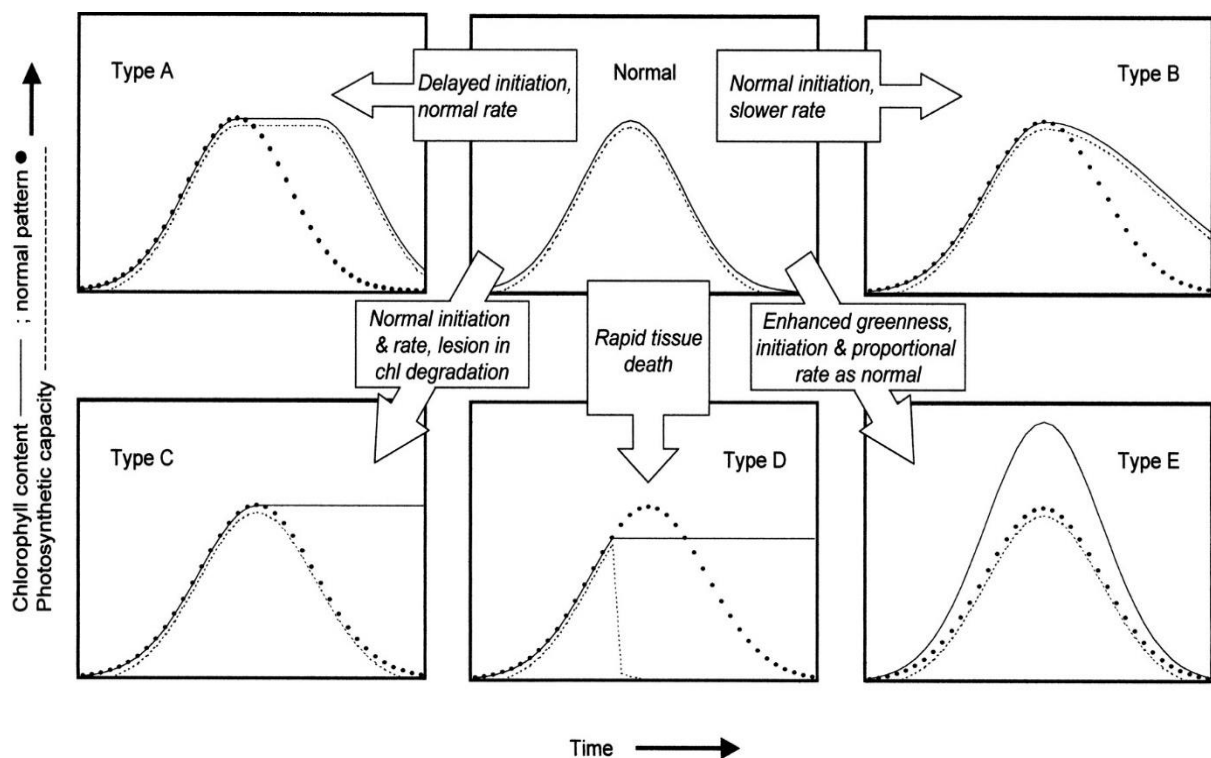 Type A
Delayed initiation,
normal rate
Normal
Normal initiation,
slower rate
Type B
Chlorophyll content ——— ; normal pattern ●
Photosynthetic capacity ----------
Normal initiation
& rate, lesion in
chl degradation
Rapid tissue
death
Enhanced greenness,
initiation & proportional
rate as normal
Type C
Type D
Type E
Time